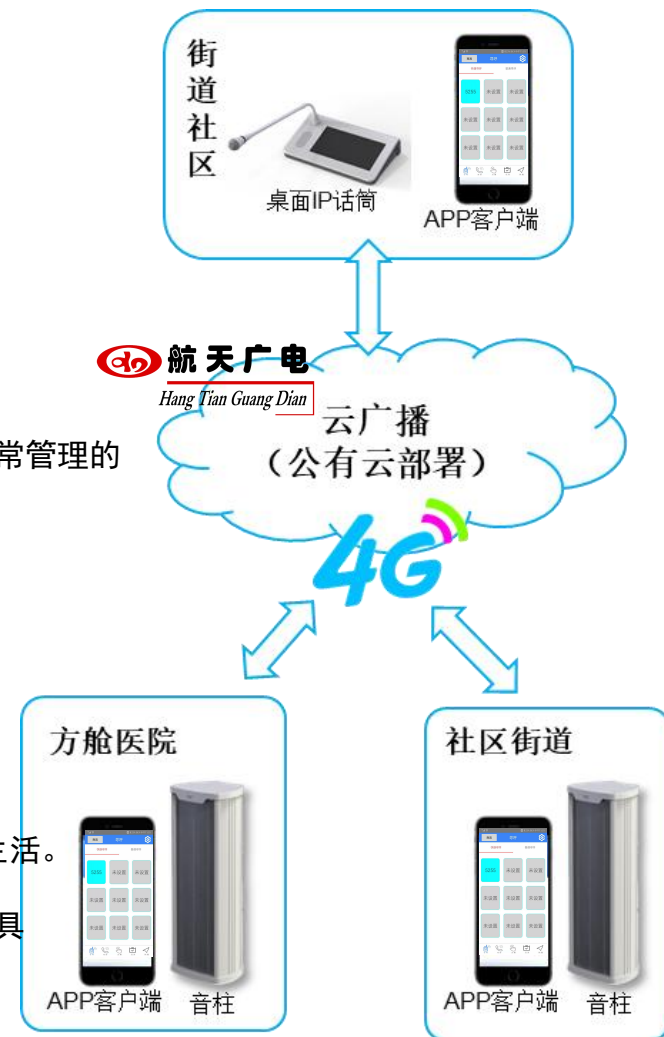 街
道
社
区
桌面IP话筒
APP客户端
航天广电
Hang Tian Guang Dian
云广播
（公有云部署）
常管理的
4G
方舱医院
社区街道
生活。
具
APP客户端
音柱
APP客户端
音柱